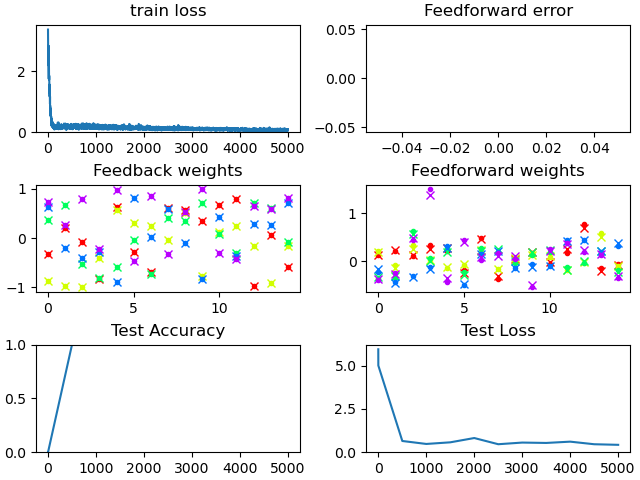 train loss
2
0
0 1000 2000 3000 4000 5000
Feedforward error
0.05
0.00
−0.05
−0.04 −0.02 0.00 0.02 0.04
Feedback weights
1
0
−1
0 5 10
Feedforward weights
1
0
0 5 10
Test Accuracy
1.0
0.5
0.0
0 1000 2000 3000 4000 5000
Test Loss
5.0
2.5
0.0
0 1000 2000 3000 4000 5000